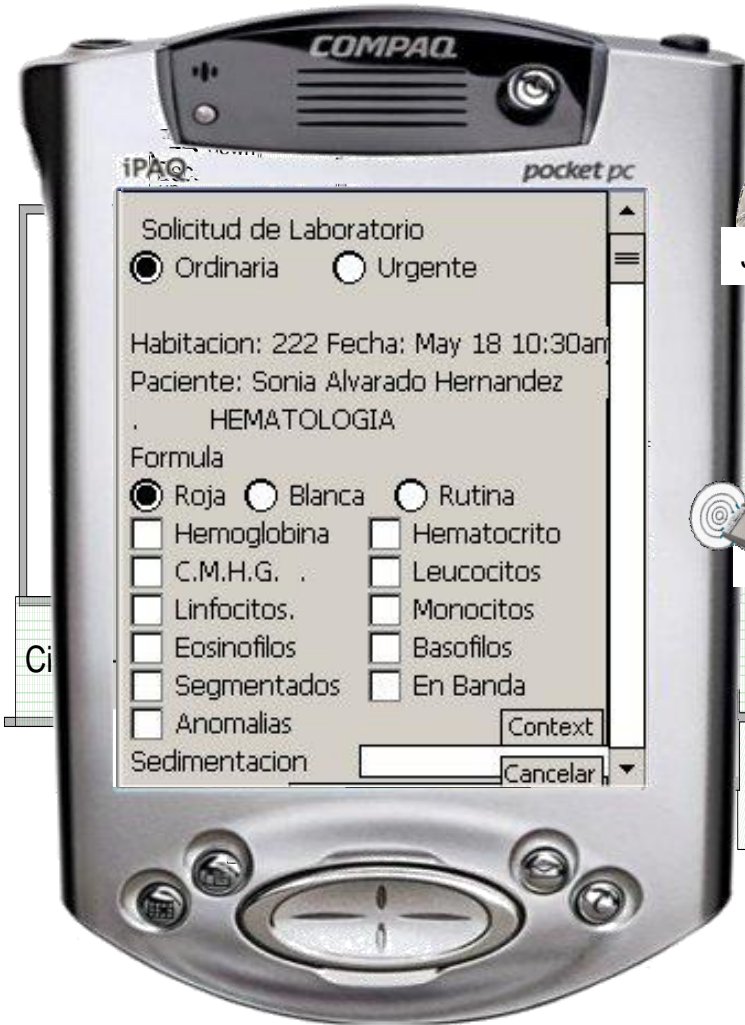 COMPAQ
iPAQ
pocket pc
Solicitud de Laboratorio
Ordinaria Urgente
Habitacion: 222 Fecha: May 18 10:30am
Paciente: Sonia Alvarado Hernandez
. HEMATOLOGIA
Formula
Roja Blanca Rutina
Hemoglobina Hematocrito
C.M.H.G. . Leucocitos
Linfocitos. Monocitos
Eosinofilos Basofilos
Segmentados En Banda
Anomalias Context
Sedimentacion Cancelar
Ci